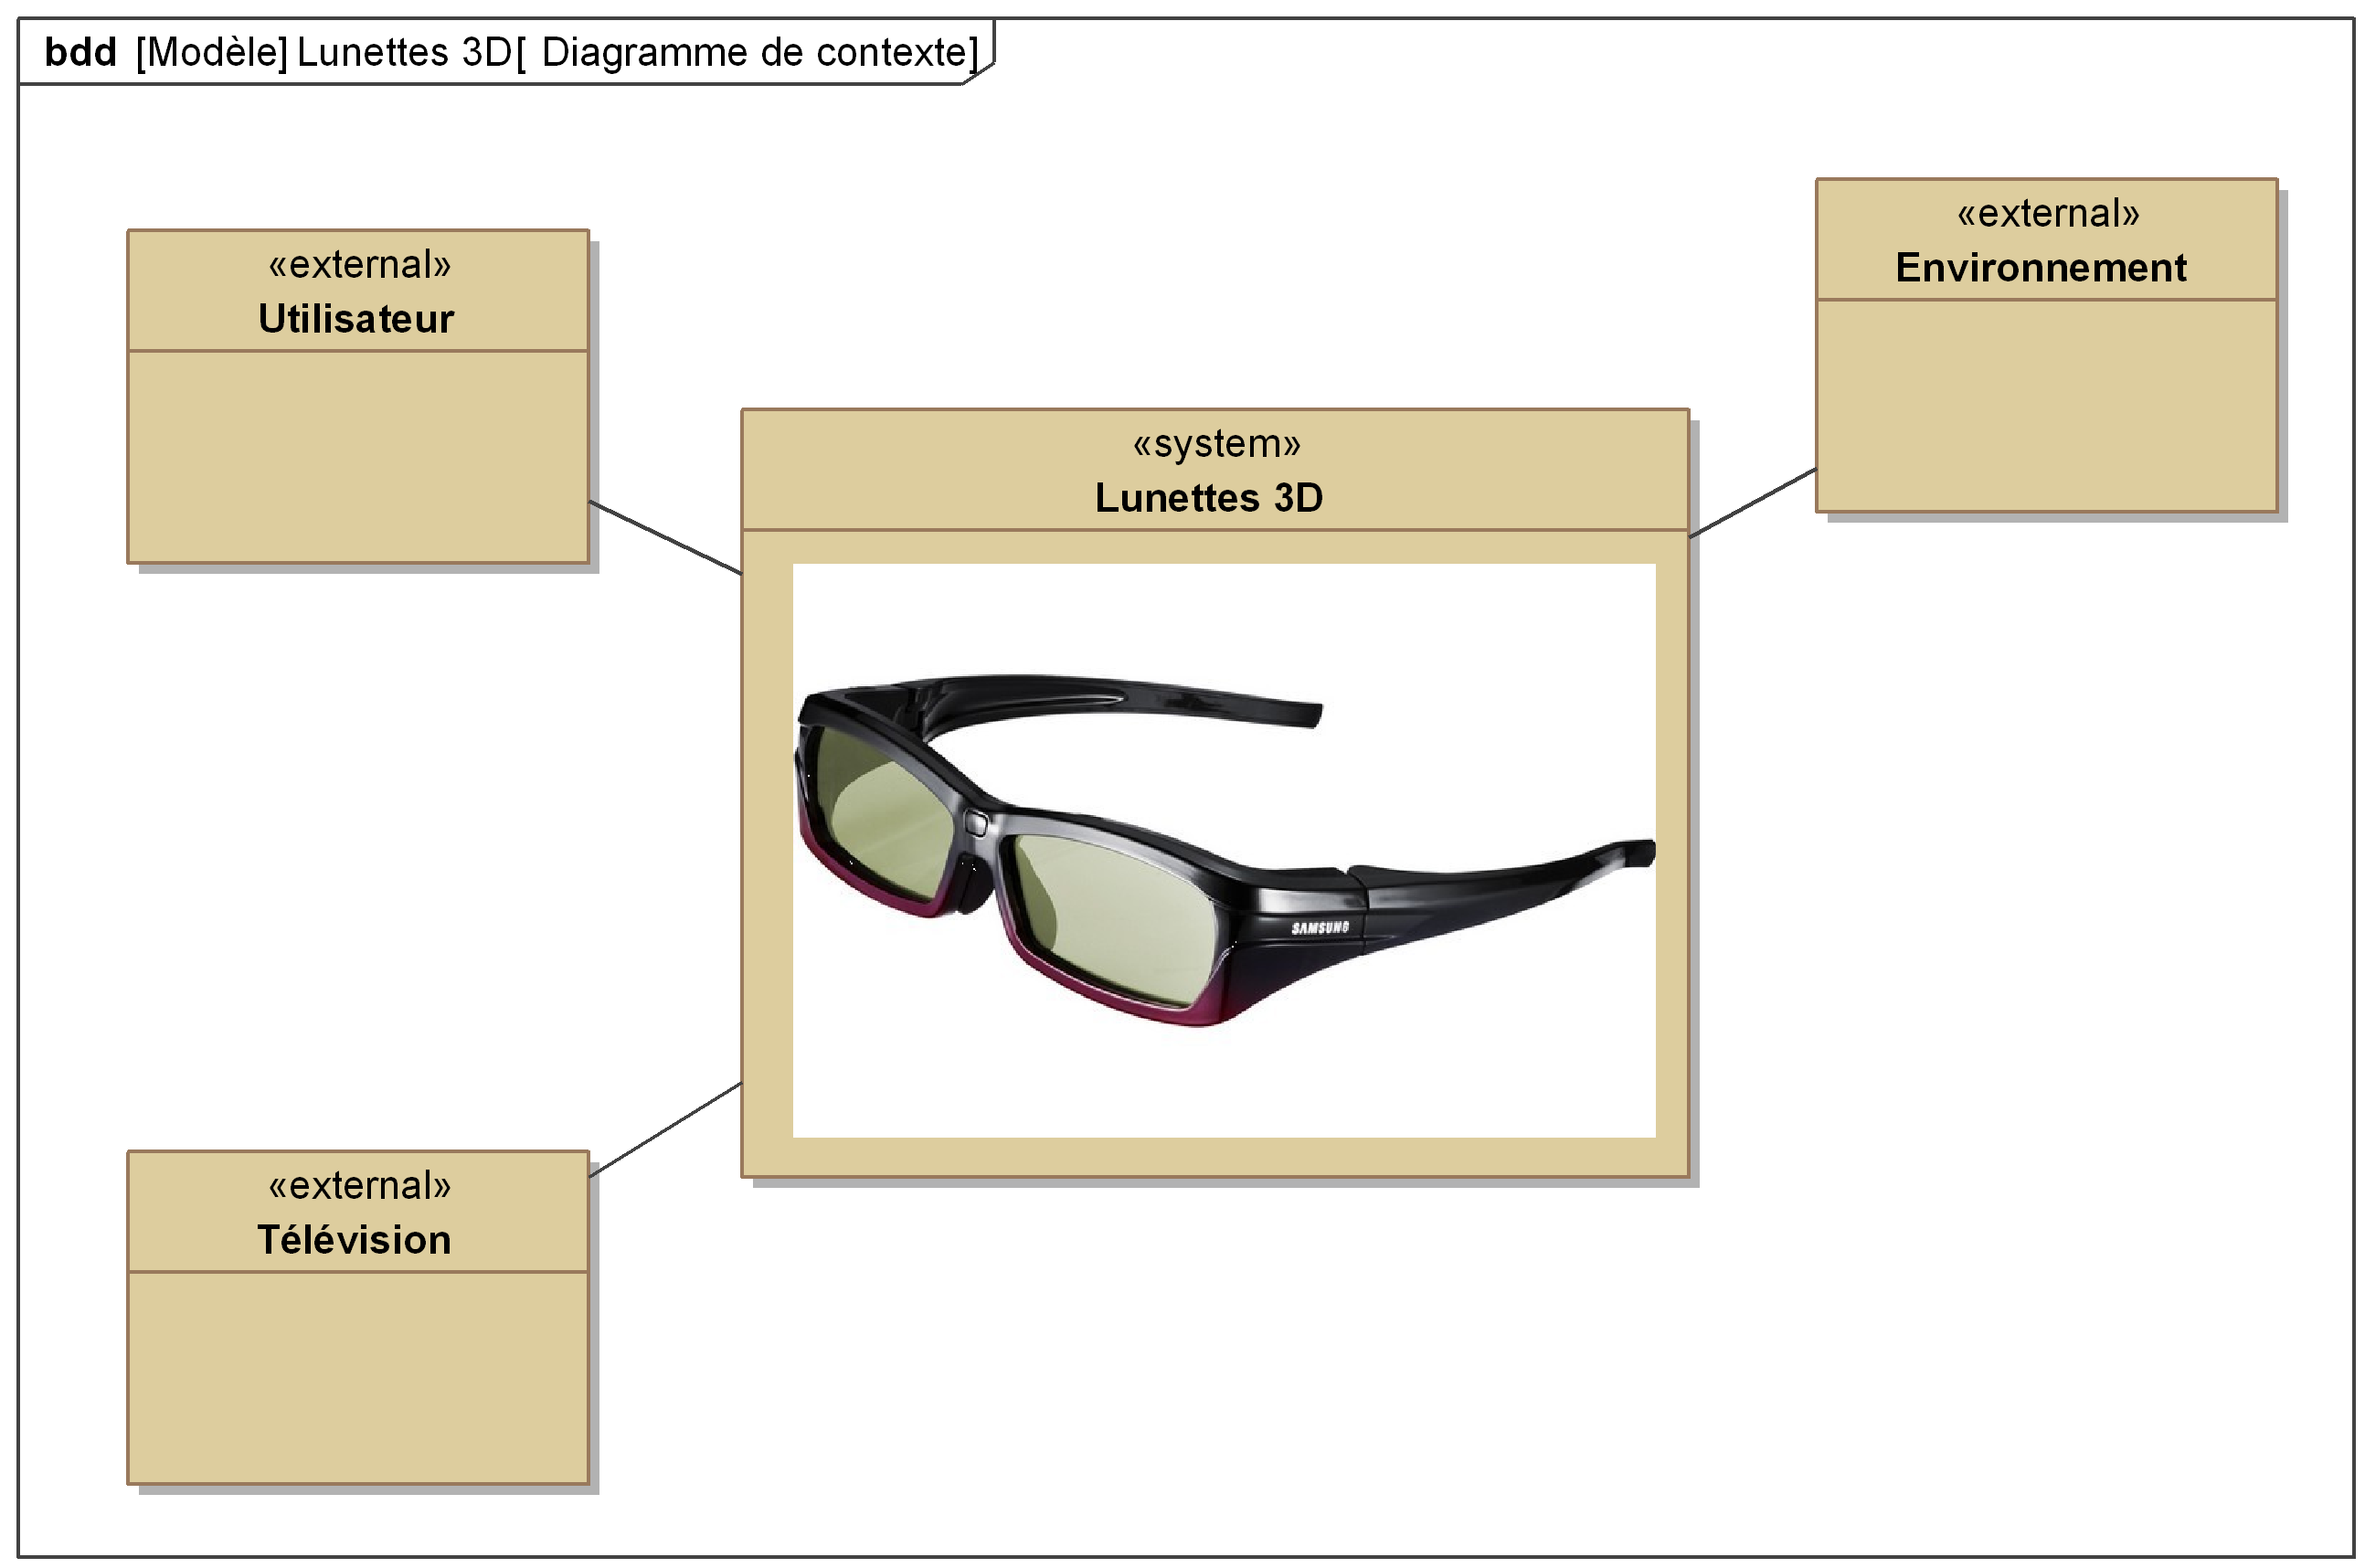 bdd [Modèle] Lunettes 3D[ Diagramme de contexte]
«external»
Utilisateur
«external»
Environnement
«system»
Lunettes 3D
SAMSUNG
«external»
Télévision